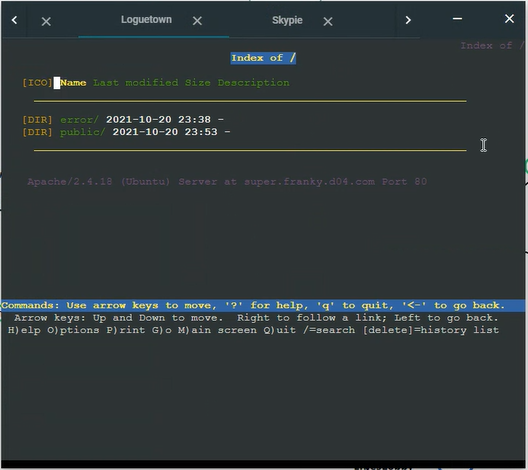 Loguetown Skypie
Index of /
Index of /
[ICO] Name Last modified Size Description
[DIR] error/ 2021-10-20 23:38 -
[DIR] public/ 2021-10-20 23:53 -
Apache/2.4.18 (Ubuntu) Server at super.franky.d04.com Port 80
Commands: Use arrow keys to move, '?' for help, 'q' to quit, '<-' to go back.
Arrow keys: Up and Down to move. Right to follow a link; Left to go back.
H)elp O)ptions P)rint G)o M)ain screen Q)uit /=search [delete]=history list